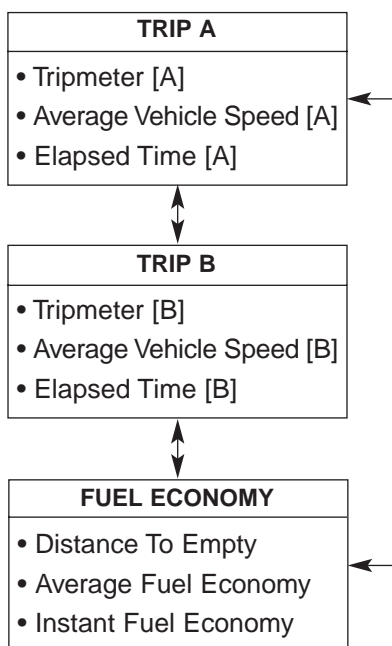 TRIP A
• Tripmeter [A]
• Average Vehicle Speed [A]
• Elapsed Time [A]
TRIP B
• Tripmeter [B]
• Average Vehicle Speed [B]
• Elapsed Time [B]
FUEL ECONOMY
• Distance To Empty
• Average Fuel Economy
• Instant Fuel Economy